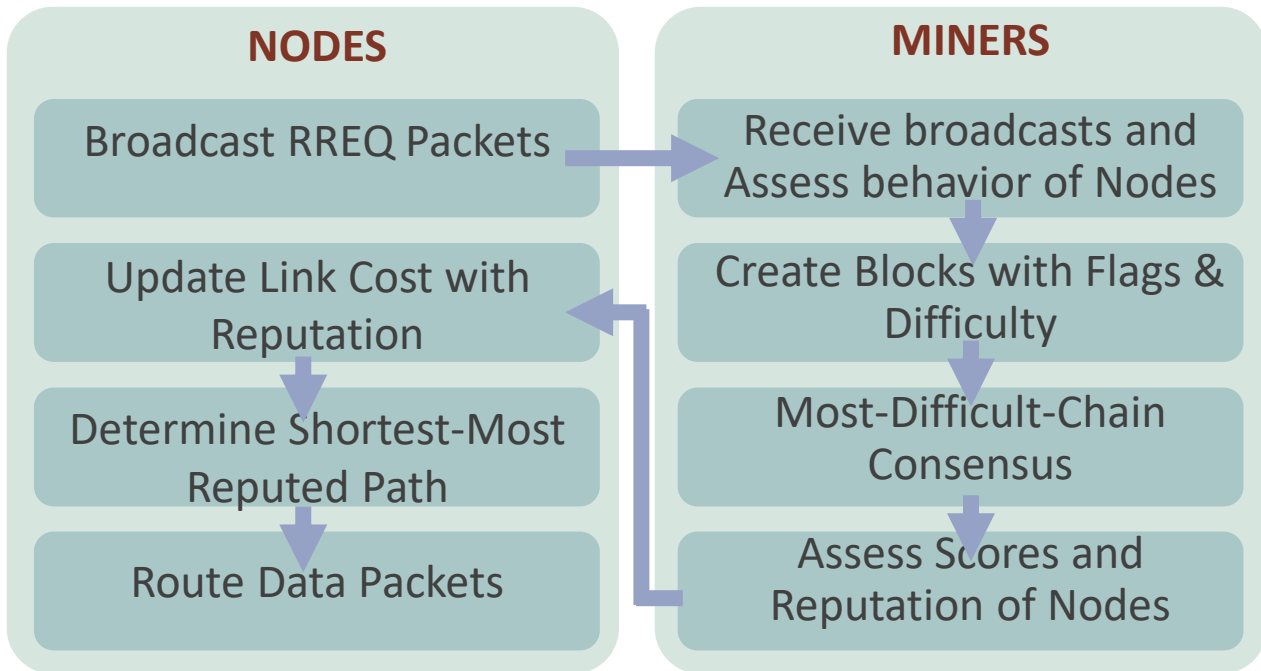 NODES
Broadcast RREQ Packets
Update Link Cost with
Reputation
Determine Shortest-Most
Reputed Path
Route Data Packets
MINERS
Receive broadcasts and
Assess behavior of Nodes
Create Blocks with Flags &
Difficulty
Most-Difficult-Chain
Consensus
Assess Scores and
Reputation of Nodes